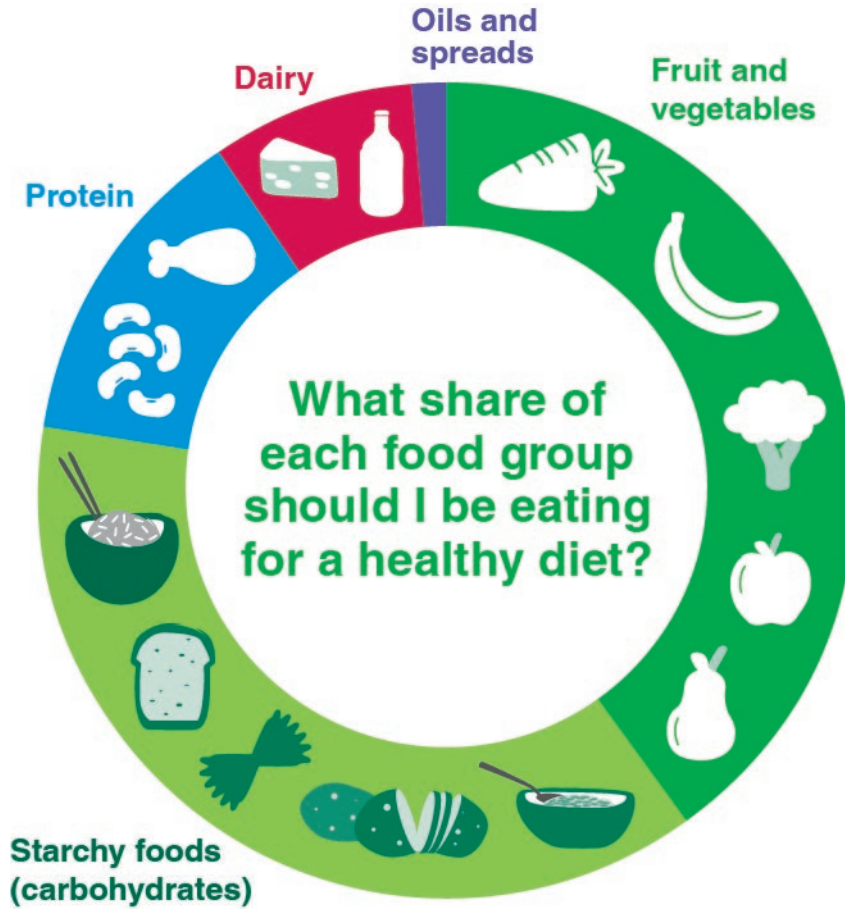 Oils and
spreads
Dairy
Fruit and
vegetables
Protein
What share of
each food group
should I be eating
for a healthy diet?
Starchy foods
(carbohydrates)